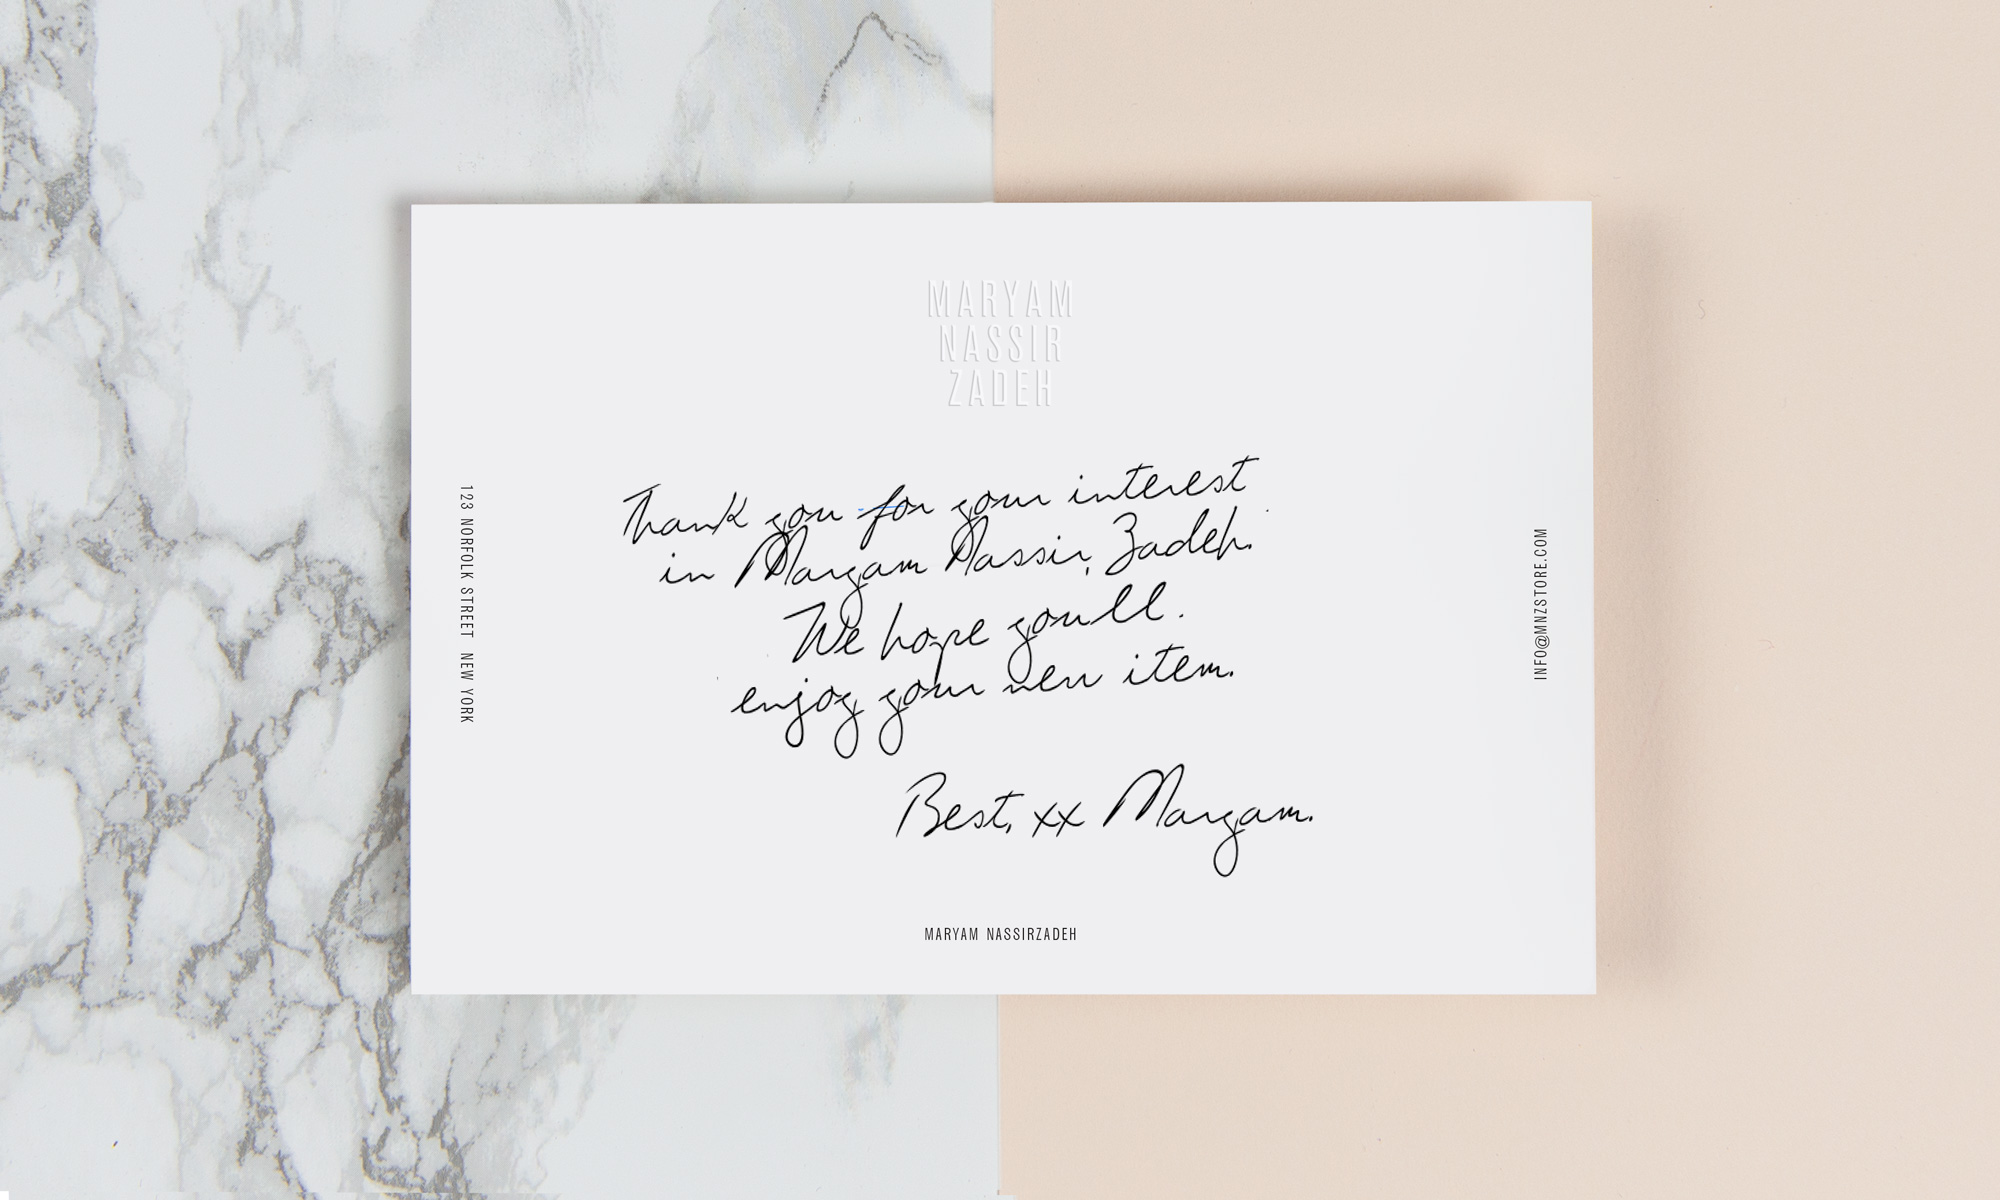 MARYAM
NASSIR
ZADEH
Thank you for your interest
in Maryam Nassir Zadeh.
We hope you'll
enjoy your new item.
Best, xx Maryam.
123 NORFOLK STREET NEW YORK
INFO@MNZSTORE.COM
MARYAM NASSIRZADEH